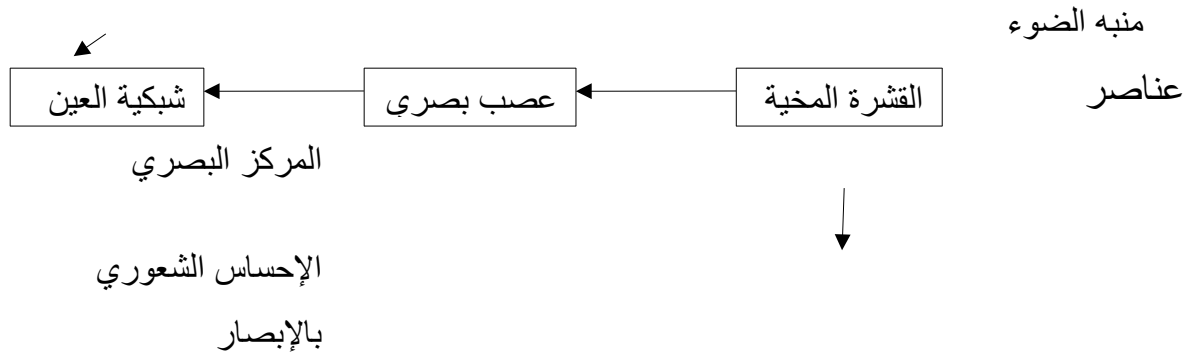 منبه الضوء
عناصر
القشرة المخية
عصب بصري
شبكية العين
المركز البصري
الإحساس الشعوري
بالإبصار